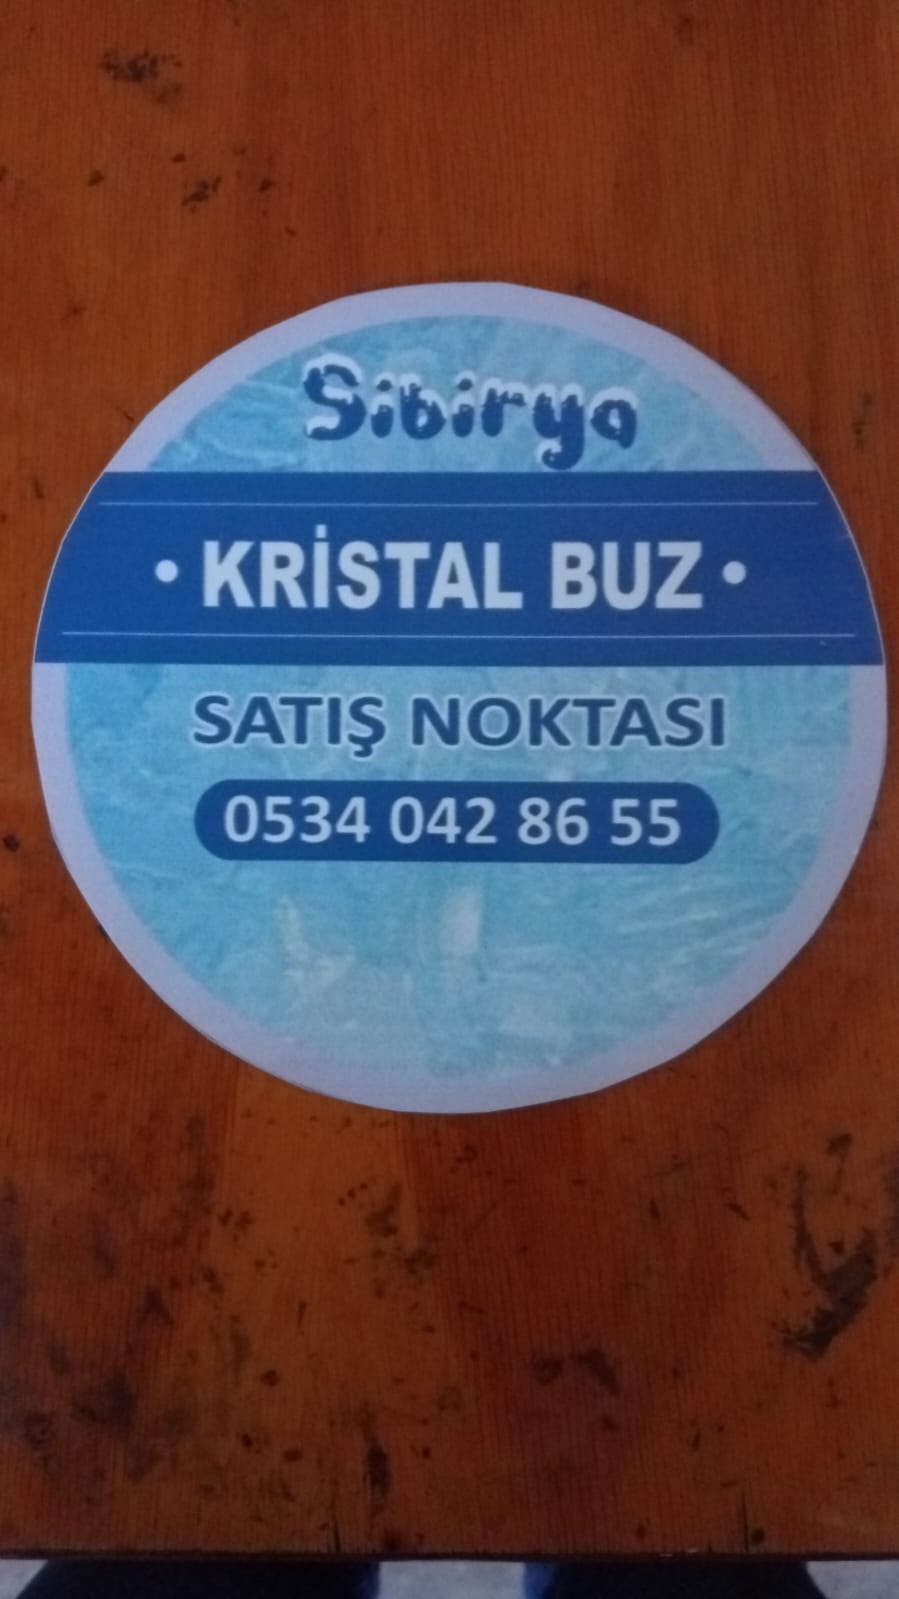 Sibirya
• KRİSTAL BUZ •
SATIŞ NOKTASI
0534 042 86 55